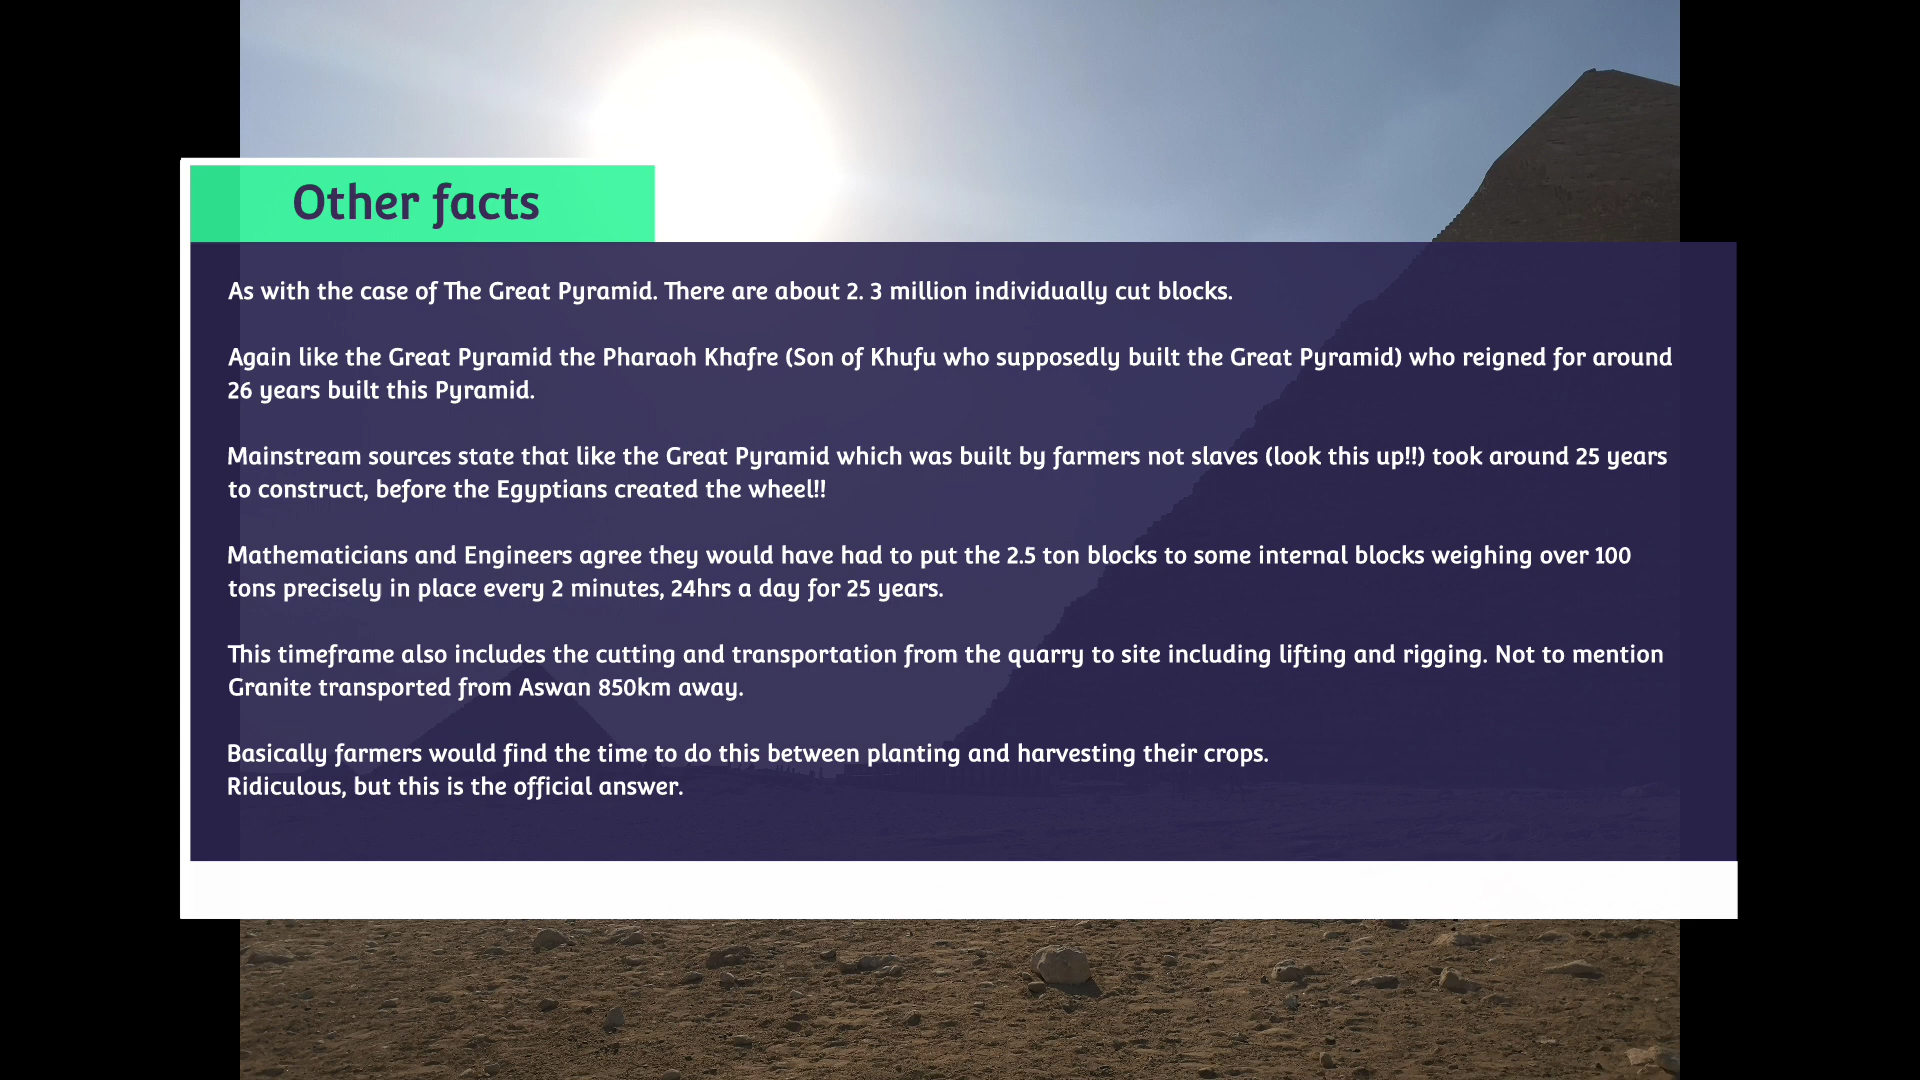 Other facts
As with the case of The Great Pyramid. There are about 2. 3 million individually cut blocks.
Again like the Great Pyramid the Pharaoh Khafre (Son of Khufu who supposedly built the Great Pyramid) who reigned for around
26 years built this Pyramid.
Mainstream sources state that like the Great Pyramid which was built by farmers not slaves (look this up!!) took around 25 years
to construct, before the Egyptians created the wheel!!
Mathematicians and Engineers agree they would have had to put the 2.5 ton blocks to some internal blocks weighing over 100
tons precisely in place every 2 minutes, 24hrs a day for 25 years.
This timeframe also includes the cutting and transportation from the quarry to site including lifting and rigging. Not to mention
Granite transported from Aswan 850km away.
Basically farmers would find the time to do this between planting and harvesting their crops.
Ridiculous, but this is the official answer.